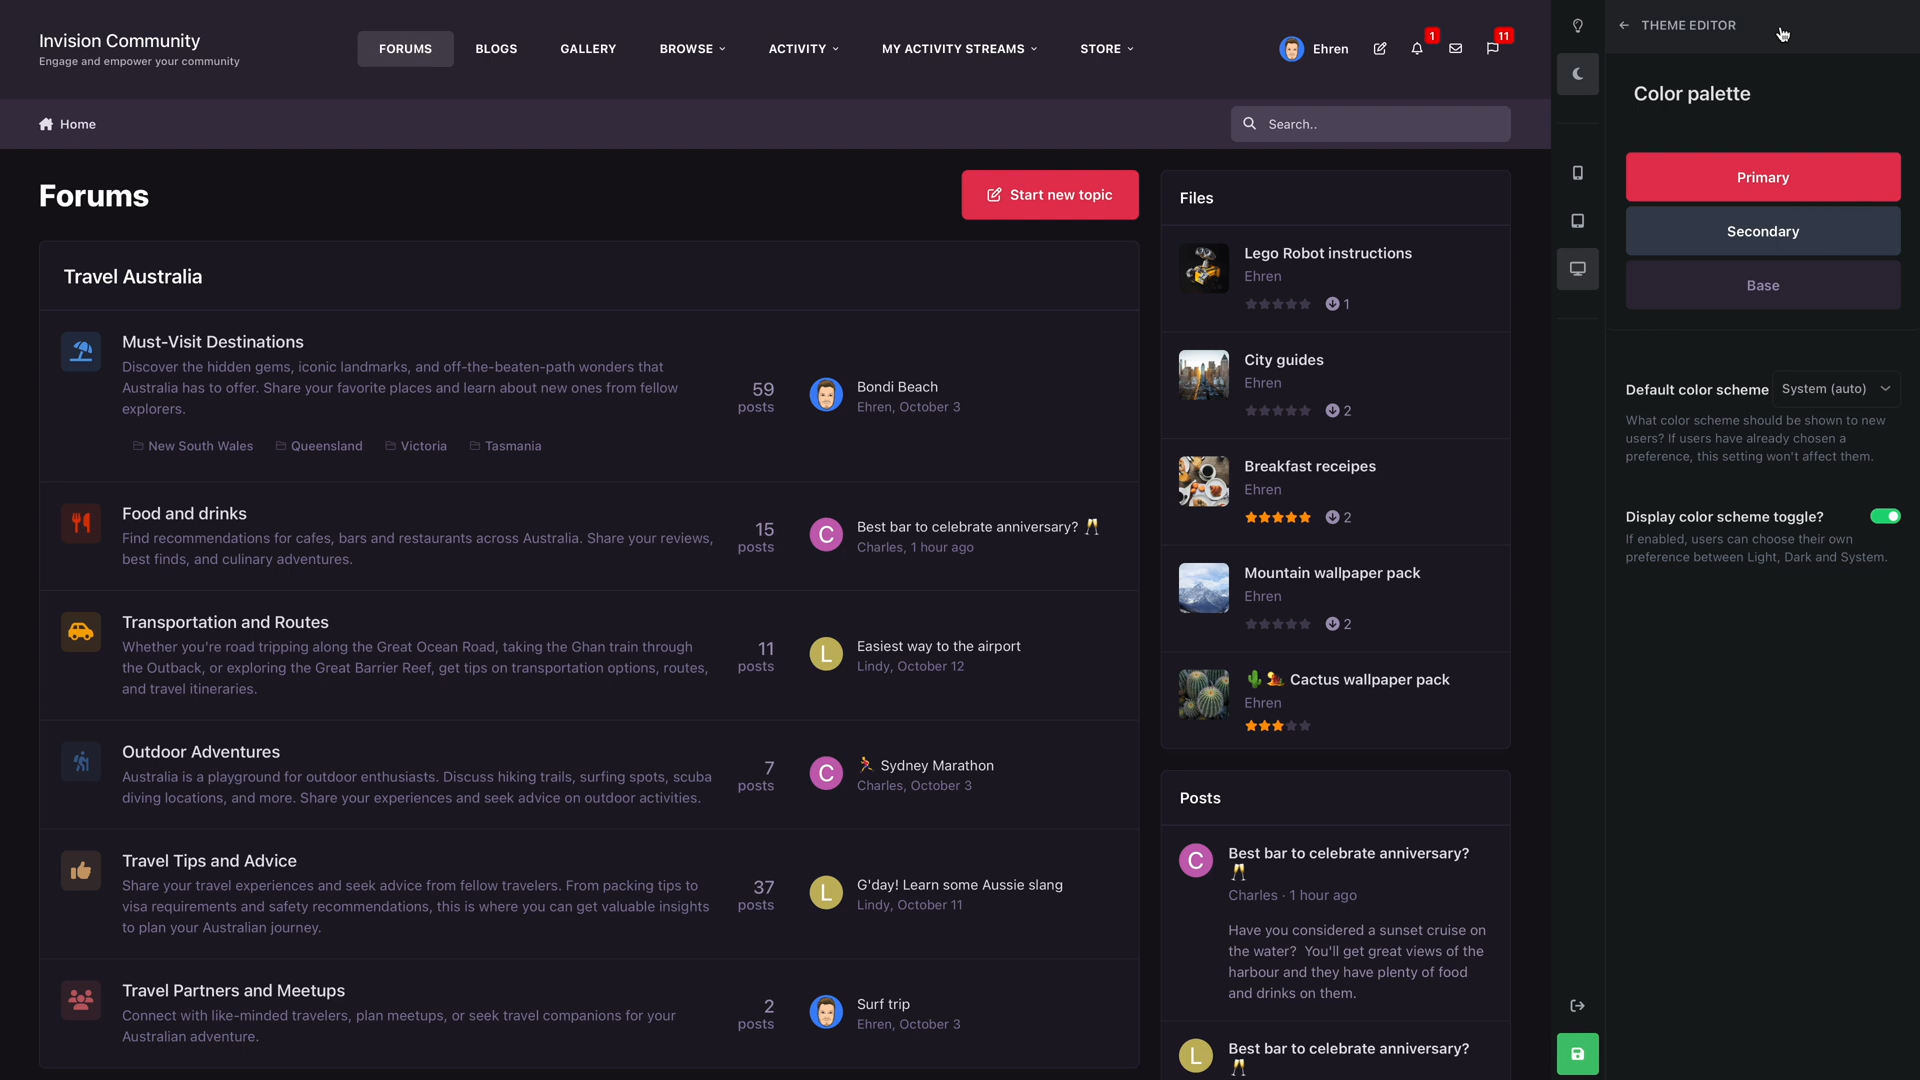 Invision Community
Engage and empower your community
FORUMS
BLOGS
GALLERY
BROWSE
ACTIVITY
MY ACTIVITY STREAMS
STORE
Ehren
1
11
Home
Search..
Forums
Start new topic
Travel Australia
Must-Visit Destinations
Discover the hidden gems, iconic landmarks, and off-the-beaten-path wonders that
Australia has to offer. Share your favorite places and learn about new ones from fellow
explorers.
New South Wales
Queensland
Victoria
Tasmania
59
posts
Bondi Beach
Ehren, October 3
Food and drinks
Find recommendations for cafes, bars and restaurants across Australia. Share your reviews,
best finds, and culinary adventures.
15
posts
C
Best bar to celebrate anniversary? 🥂
Charles, 1 hour ago
Transportation and Routes
Whether you're road tripping along the Great Ocean Road, taking the Ghan train through
the Outback, or exploring the Great Barrier Reef, get tips on transportation options, routes,
and travel itineraries.
11
posts
L
Easiest way to the airport
Lindy, October 12
Outdoor Adventures
Australia is a playground for outdoor enthusiasts. Discuss hiking trails, surfing spots, scuba
diving locations, and more. Share your experiences and seek advice on outdoor activities.
7
posts
C
🏃 Sydney Marathon
Charles, October 3
Travel Tips and Advice
Share your travel experiences and seek advice from fellow travelers. From packing tips to
visa requirements and safety recommendations, this is where you can get valuable insights
to plan your Australian journey.
37
posts
L
G'day! Learn some Aussie slang
Lindy, October 11
Travel Partners and Meetups
Connect with like-minded travelers, plan meetups, or seek travel companions for your
Australian adventure.
2
posts
Surf trip
Ehren, October 3
Files
Lego Robot instructions
Ehren
1
City guides
Ehren
2
Breakfast receipes
Ehren
2
Mountain wallpaper pack
Ehren
2
🌵🐪 Cactus wallpaper pack
Ehren
Posts
C
Best bar to celebrate anniversary?
🥂
Charles · 1 hour ago
Have you considered a sunset cruise on
the water? You'll get great views of the
harbour and they have plenty of food
and drinks on them.
L
Best bar to celebrate anniversary?
🥂
THEME EDITOR
Color palette
Primary
Secondary
Base
Default color scheme
System (auto)
What color scheme should be shown to new
users? If users have already chosen a
preference, this setting won't affect them.
Display color scheme toggle?
If enabled, users can choose their own
preference between Light, Dark and System.